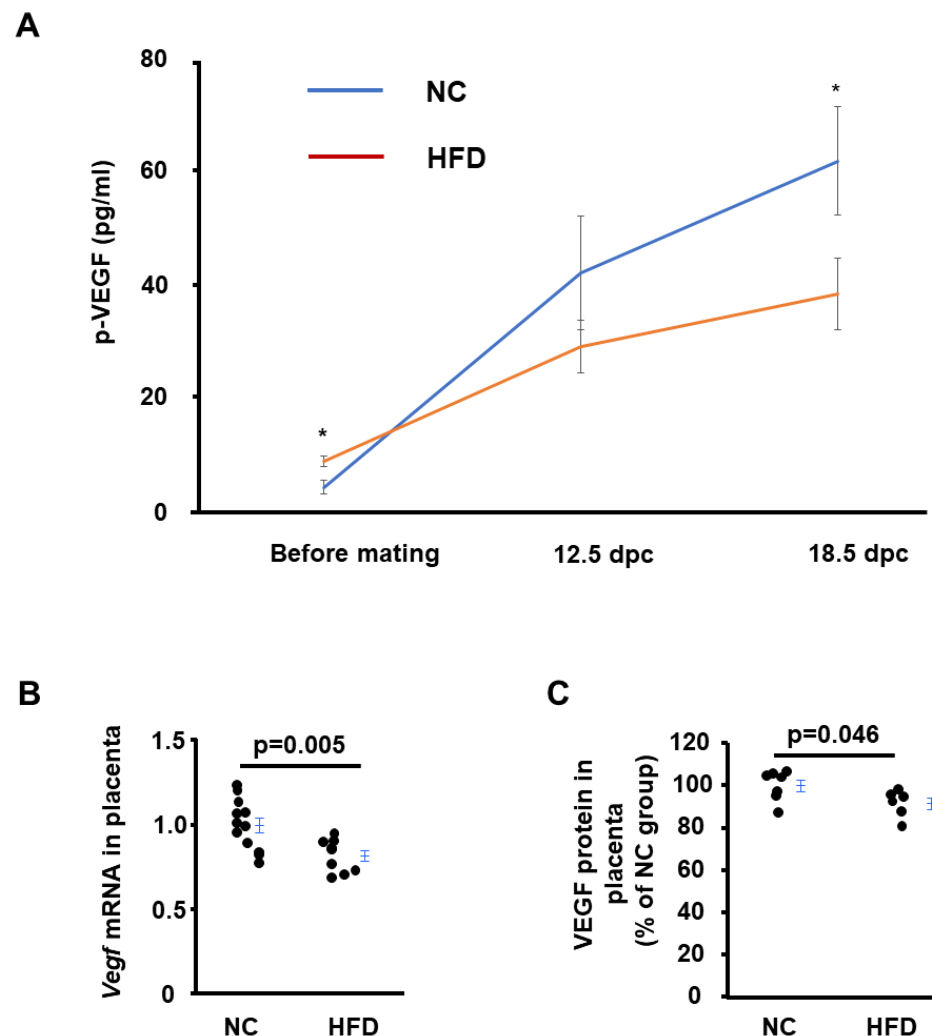 A
80
60
40
20
0
p-VEGF (pg/ml)
NC
HFD
*
*
Before mating
12.5 dpc
18.5 dpc
B
Vegf mRNA in placenta
1.5
1.0
0.5
0
p=0.005
NC
HFD
C
VEGF protein in
placenta
(% of NC group)
120
100
80
60
40
20
0
p=0.046
NC
HFD